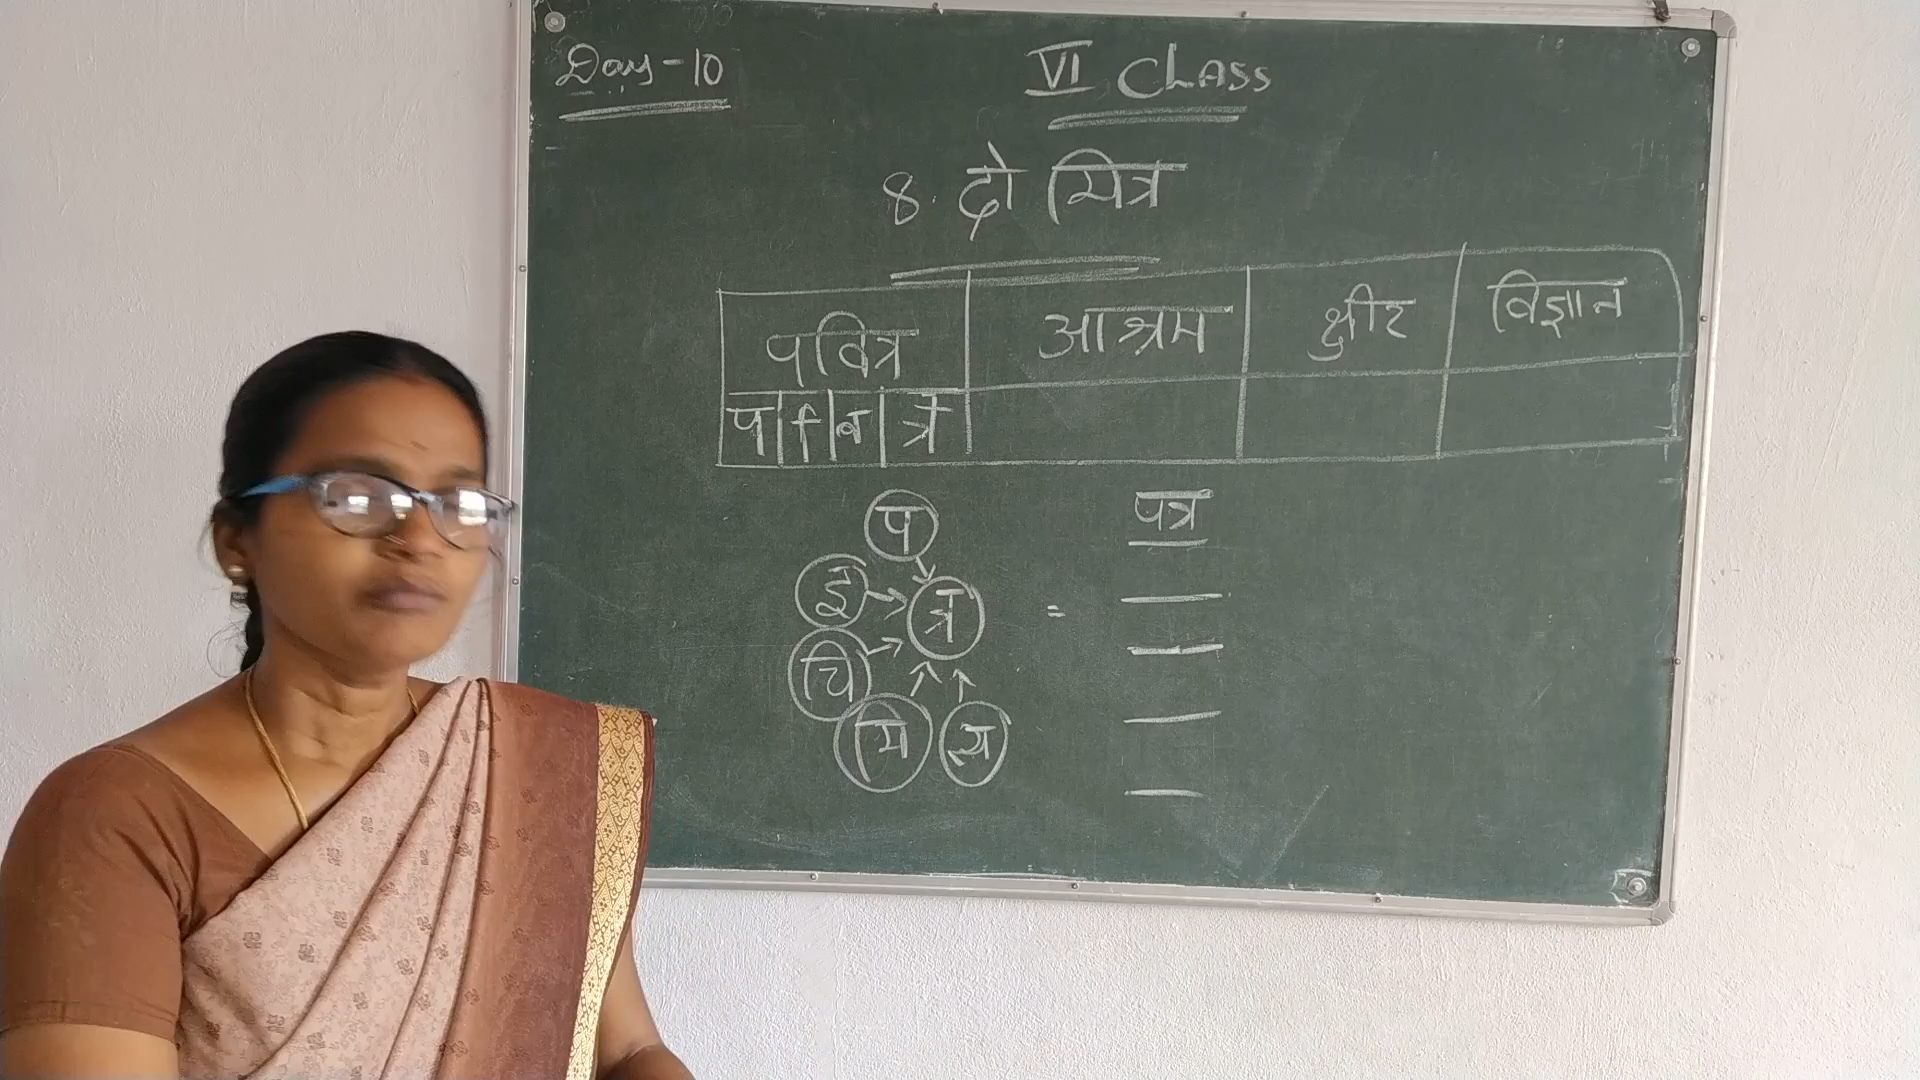 Day-10
VI CLASS
8. दो मित्र
पवित्र आश्रम क्षीर विज्ञान
प ि व त्र
प पत्र
इ त्र =
चि
स्र